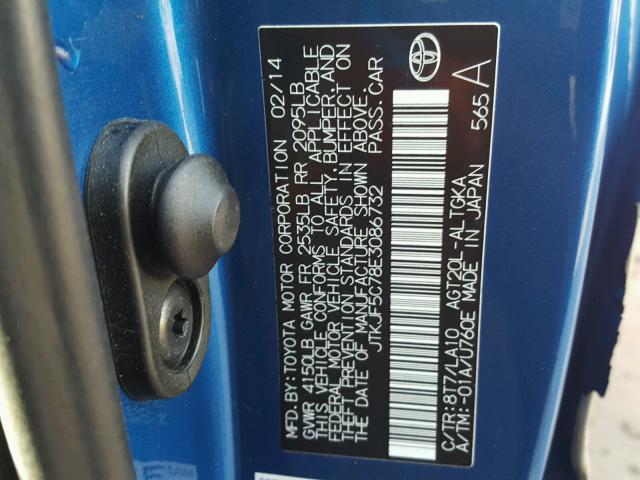 MFD. BY: TOYOTA MOTOR CORPORATION 02/14
GVWR 4150LB GAWR FR 2535LB RR 2095LB
THIS VEHICLE CONFORMS TO ALL APPLICABLE
FEDERAL MOTOR VEHICLE SAFETY, BUMPER, AND
THEFT PREVENTION STANDARDS IN EFFECT ON
THE DATE OF MANUFACTURE SHOWN ABOVE.
JTKJF5C78E3086732 PASS. CAR
C/TR:8T7/LA10 AGT20L-ALTGKA
A/TM:-01A/U760E MADE IN JAPAN 565 A